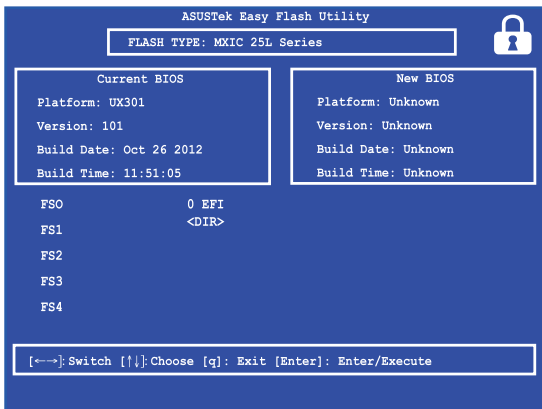 ASUSTek Easy Flash Utility
FLASH TYPE: MXIC 25L Series
Current BIOS
Platform: UX301
Version: 101
Build Date: Oct 26 2012
Build Time: 11:51:05
New BIOS
Platform: Unknown
Version: Unknown
Build Date: Unknown
Build Time: Unknown
FSO 0 EFI
<DIR>
FS1
FS2
FS3
FS4
[←→]: Switch [↑↓]: Choose [q]: Exit [Enter]: Enter/Execute